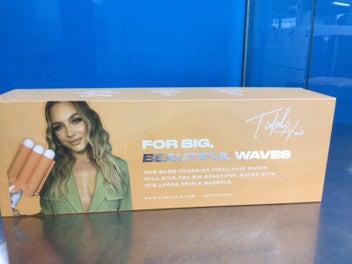 Tidal Hair
FOR BIG,
BEAUTIFUL WAVES
OUR GAME-CHANGING TIDAL HAIR WAVER
WILL GIVE YOU BIG BEAUTIFUL WAVES WITH
IT'S LARGE TRIPLE BARRELS.
WWW.TIDALHAIR.COM @TIDALHAIR